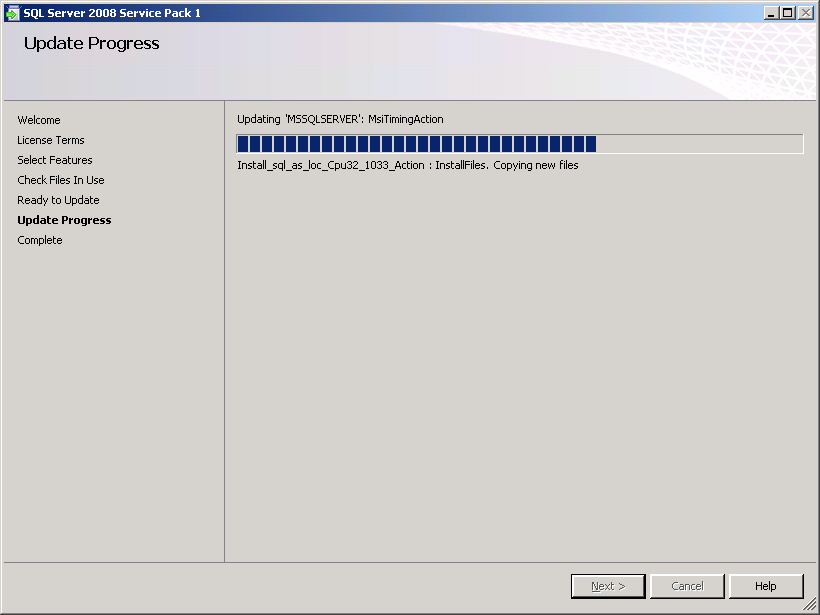 SQL Server 2008 Service Pack 1
Update Progress
Welcome
License Terms
Select Features
Check Files In Use
Ready to Update
Update Progress
Complete
Updating 'MSSQLSERVER': MsiTimingAction
Install_sql_as_loc_Cpu32_1033_Action : InstallFiles. Copying new files
Next >
Cancel
Help